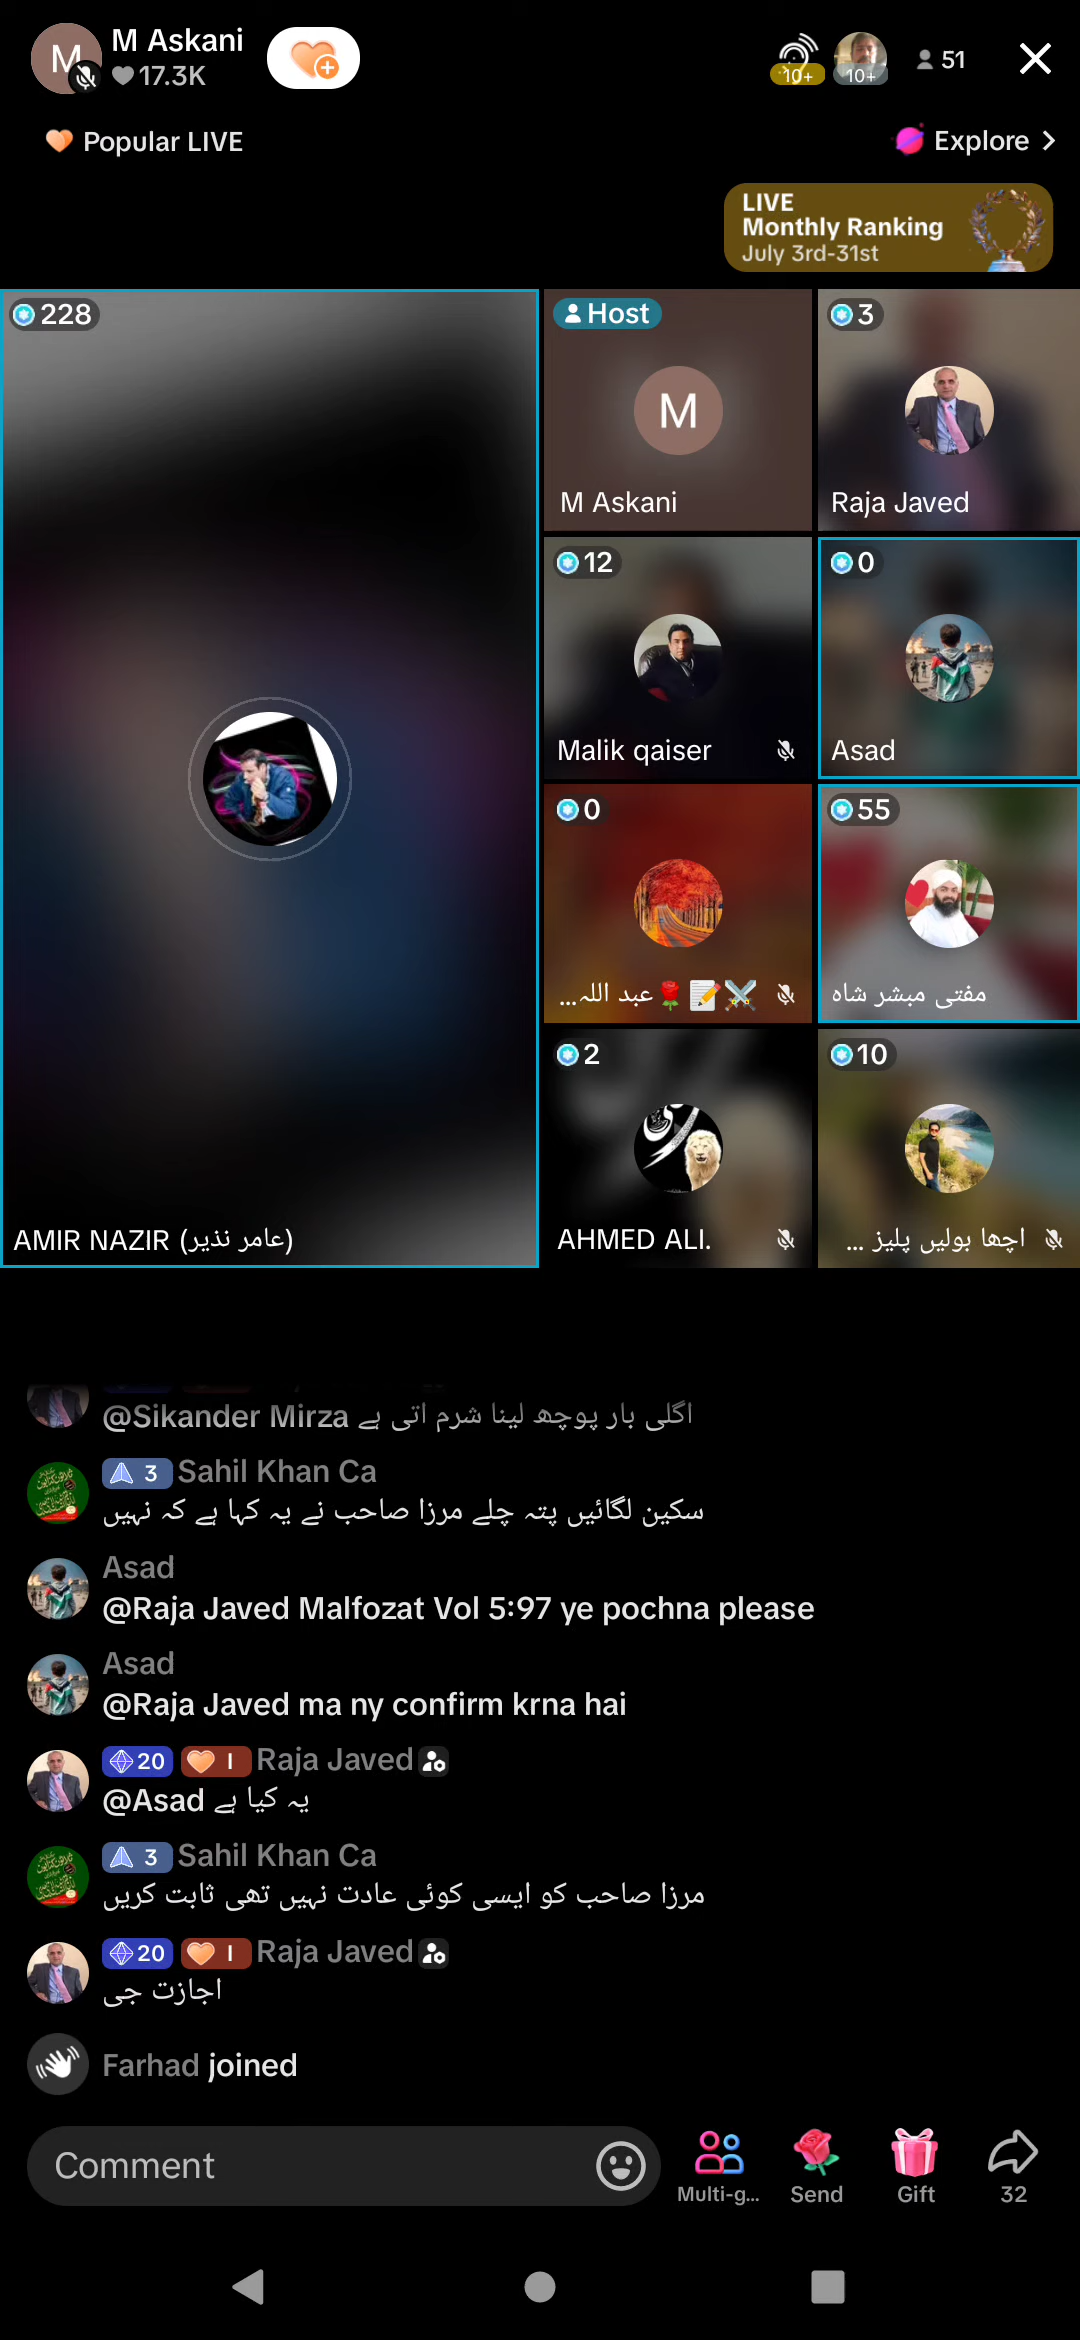 M Askani
17.3K
10+
10+
51
Popular LIVE
Explore
LIVE
Monthly Ranking
July 3rd-31st
228
AMIR NAZIR (عامر نذیر)
Host
M
M Askani
3
Raja Javed
12
Malik qaiser
0
Asad
0
عبد اللہ...
55
مفتی مبشر شاہ
2
AHMED ALI.
10
اچھا بولیں پلیز ...
@Sikander Mirza اگلی بار پوچھ لینا شرم اتی ہے
3 Sahil Khan Ca
سکین لگائیں پتہ چلے مرزا صاحب نے یہ کہا ہے کہ نہیں
Asad
@Raja Javed Malfozat Vol 5:97 ye pochna please
Asad
@Raja Javed ma ny confirm krna hai
20 I Raja Javed
@Asad یہ کیا ہے
3 Sahil Khan Ca
مرزا صاحب کو ایسی کوئی عادت نہیں تھی ثابت کریں
20 I Raja Javed
اجازت جی
Farhad joined
Comment
Multi-g...
Send
Gift
32